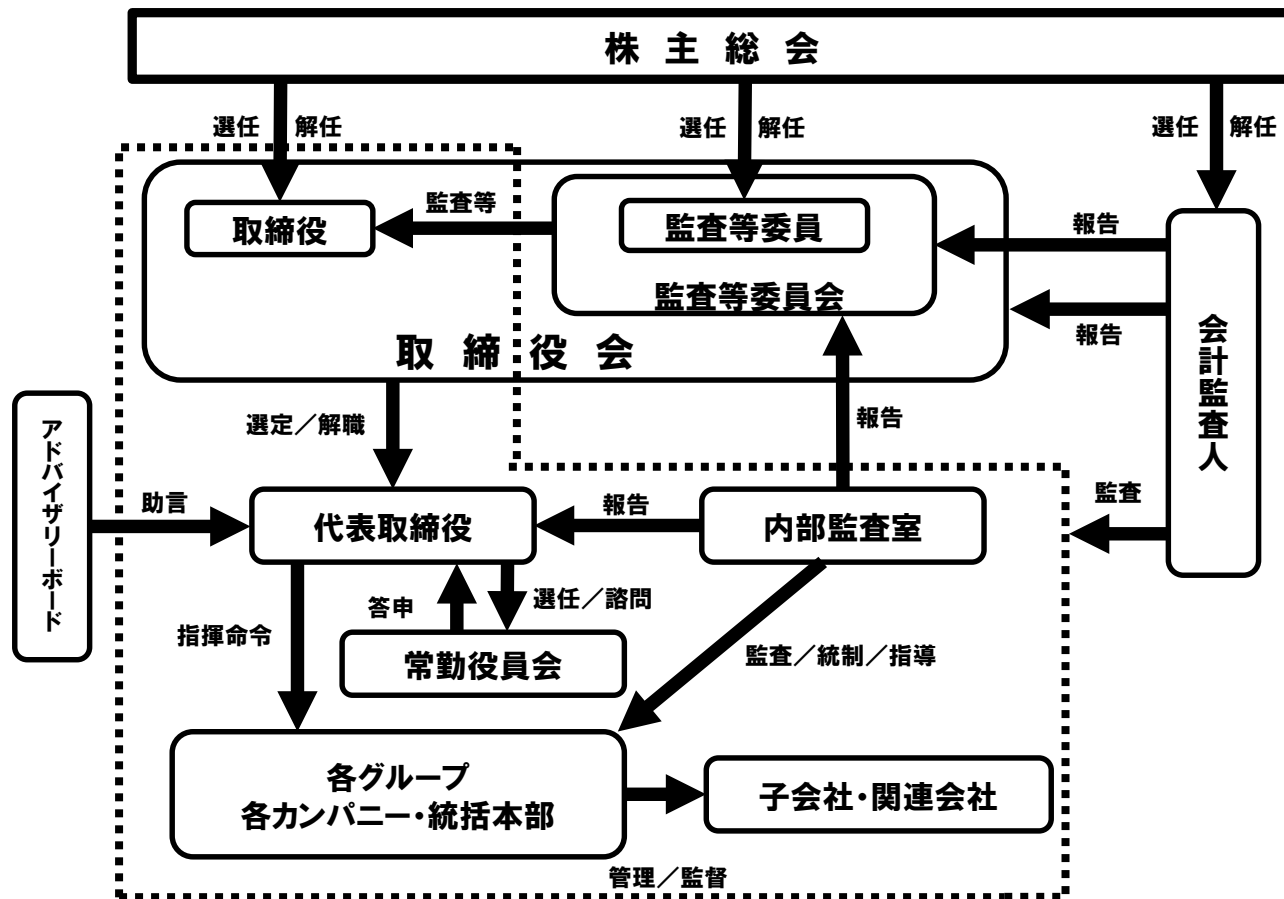 株主総会
選任
解任
選任
解任
選任
解任
取締役
監査等
監査等委員
監査等委員会
取締役会
報告
報告
会計監査人
アドバイザリーボード
選定／解職
報告
助言
代表取締役
報告
内部監査室
監査
答申
選任／諮問
指揮命令
常勤役員会
監査／統制／指導
各グループ
各カンパニー・統括本部
子会社・関連会社
管理／監督